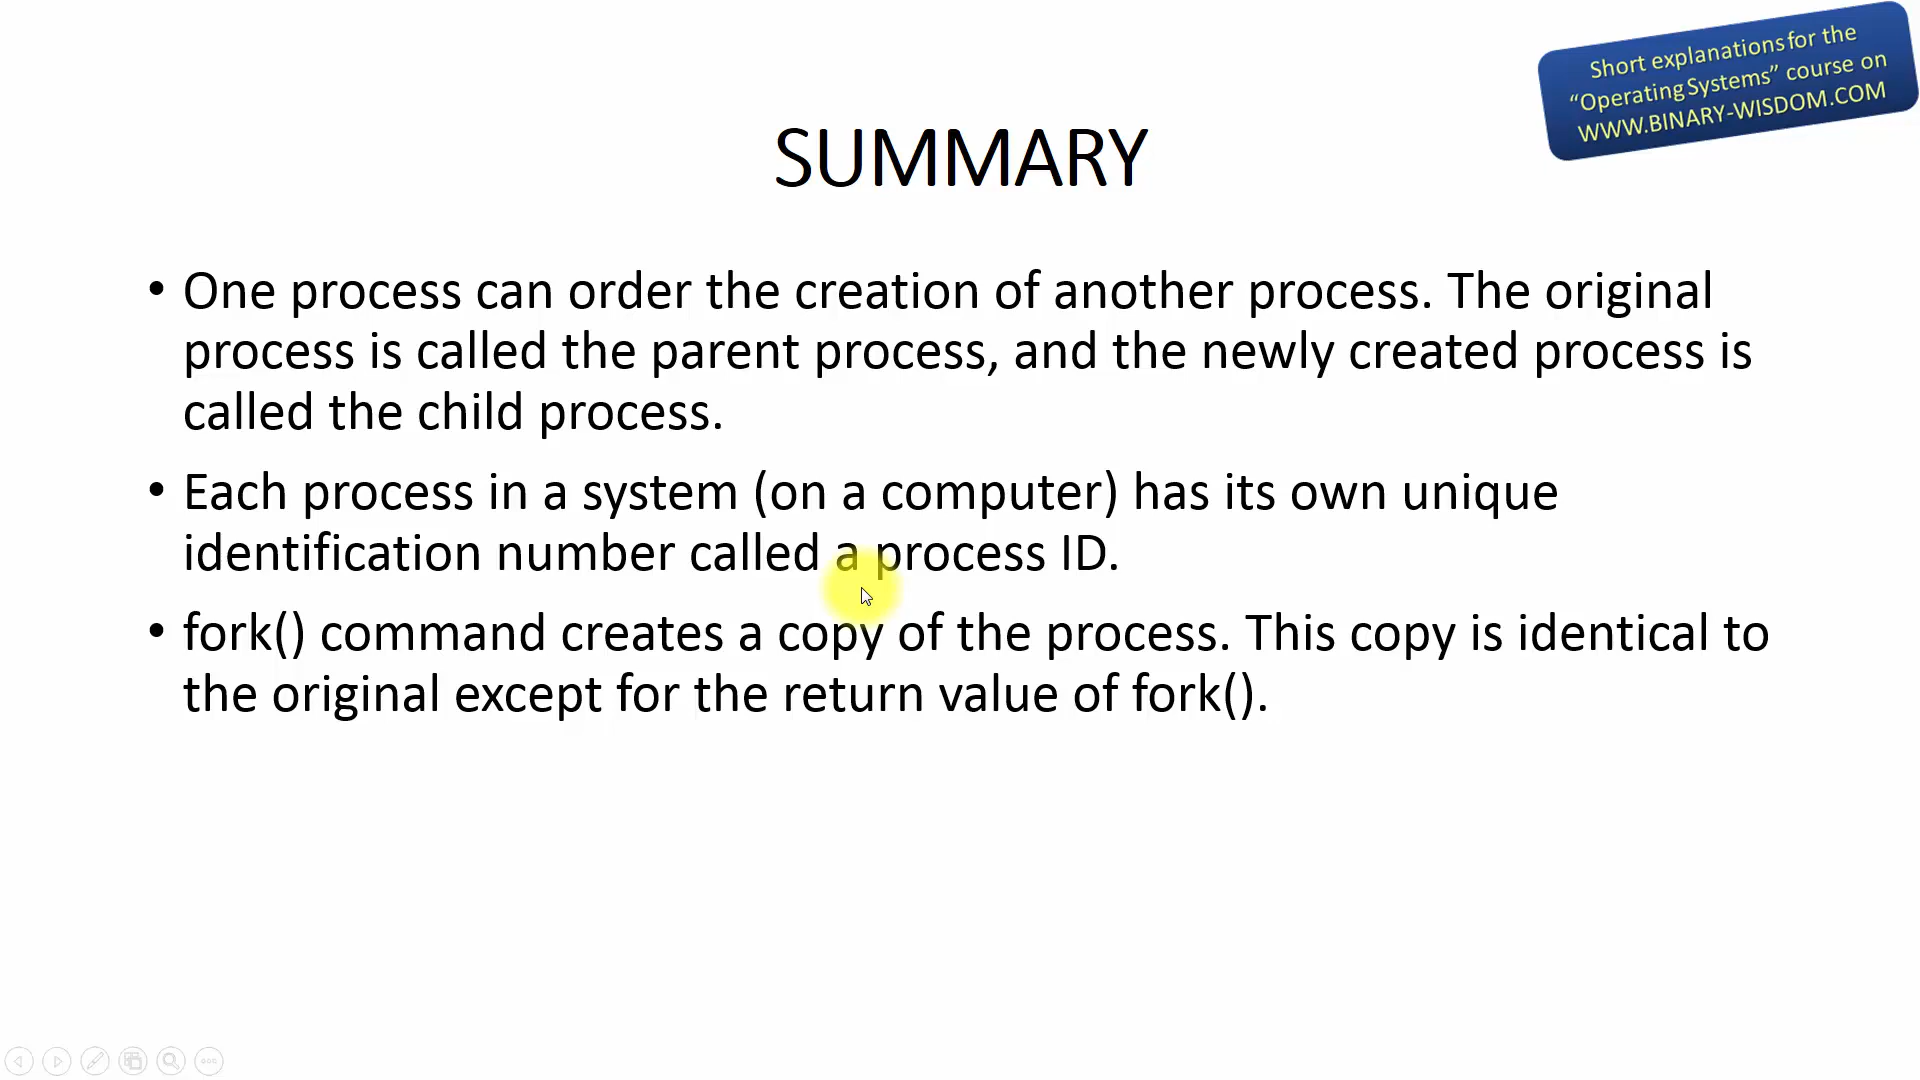 Short explanations for the
“Operating Systems” course on
WWW.BINARY-WISDOM.COM
SUMMARY
• One process can order the creation of another process. The original
process is called the parent process, and the newly created process is
called the child process.
• Each process in a system (on a computer) has its own unique
identification number called a process ID.
• fork() command creates a copy of the process. This copy is identical to
the original except for the return value of fork().